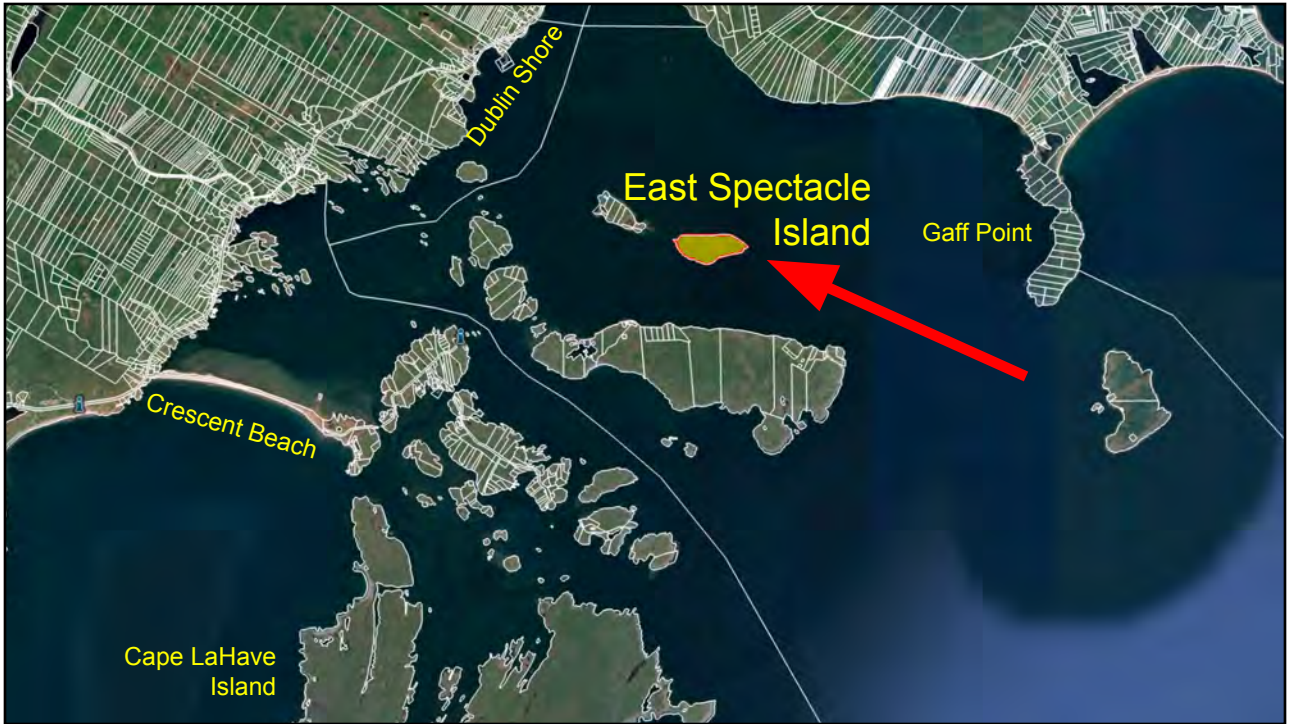 Dublin Shore
East Spectacle
Island
Gaff Point
Crescent Beach
Cape LaHave
Island